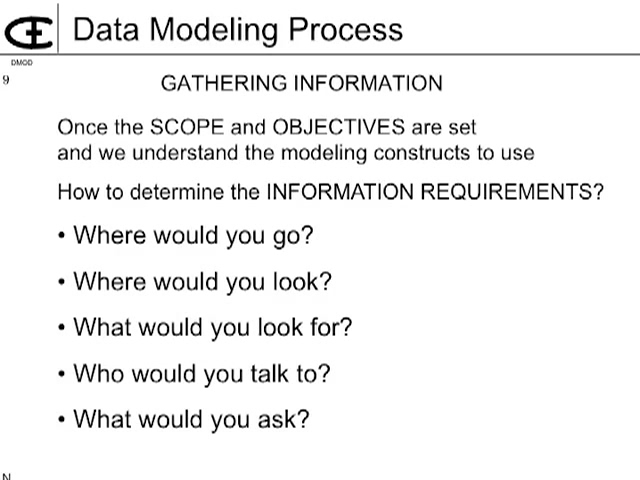 Data Modeling Process
DMOD
9
GATHERING INFORMATION
Once the SCOPE and OBJECTIVES are set
and we understand the modeling constructs to use
How to determine the INFORMATION REQUIREMENTS?
• Where would you go?
• Where would you look?
• What would you look for?
• Who would you talk to?
• What would you ask?
N